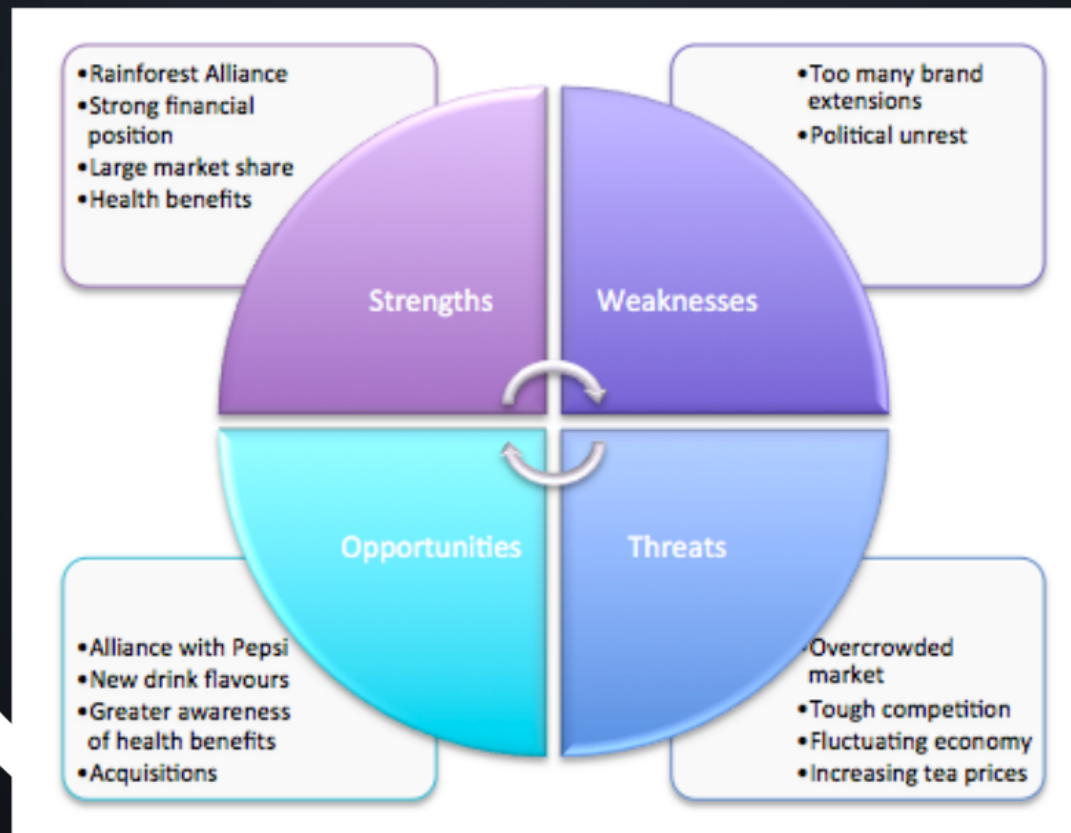 •Rainforest Alliance
•Strong financial
position
•Large market share
•Health benefits
•Too many brand
extensions
•Political unrest
Strengths
Weaknesses
Opportunities
Threats
•Alliance with Pepsi
•New drink flavours
•Greater awareness
of health benefits
•Acquisitions
•Overcrowded
market
•Tough competition
•Fluctuating economy
•Increasing tea prices